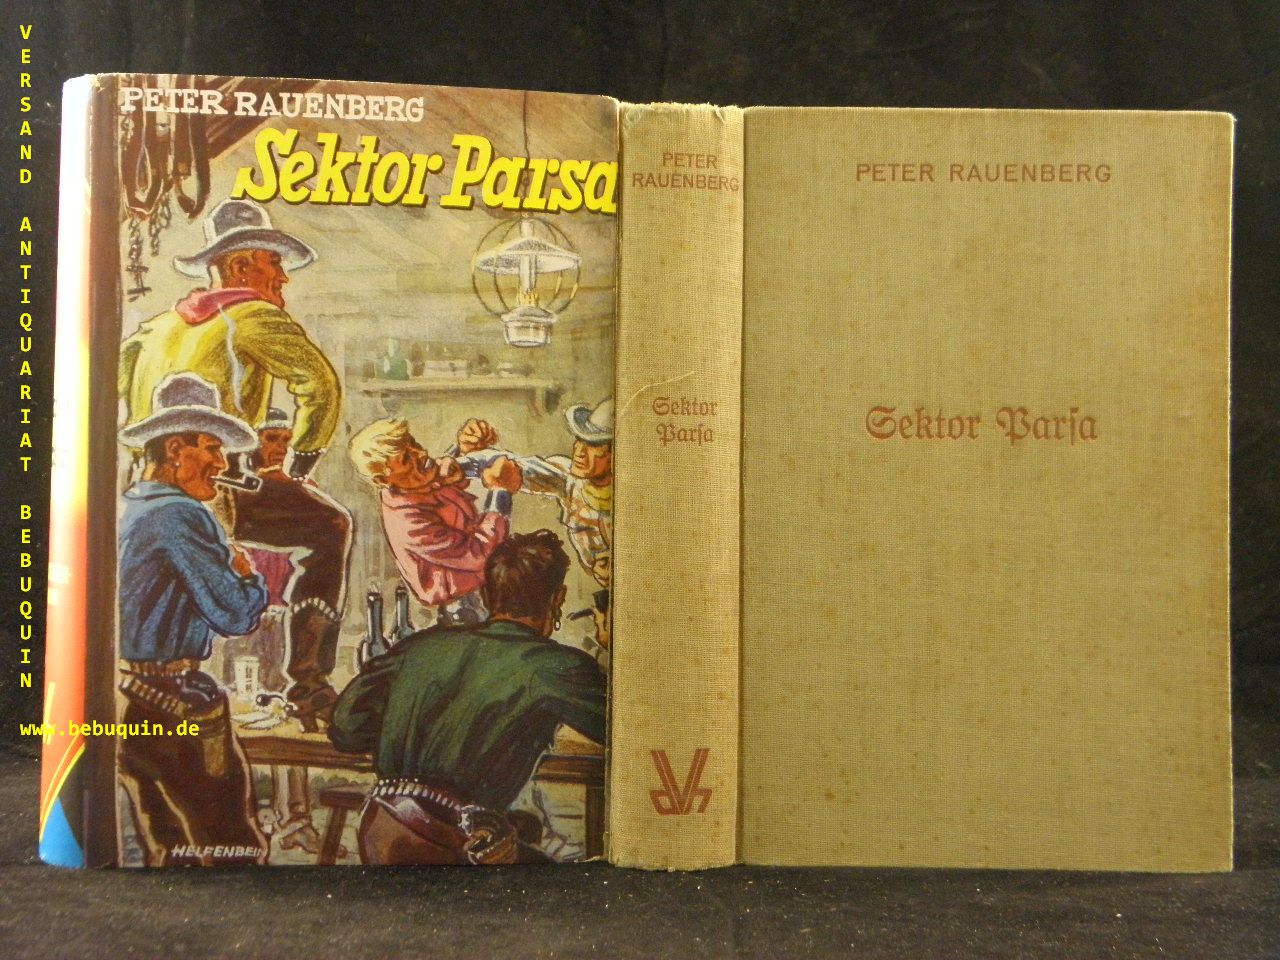 VERSAND ANTIQUARIAT BEBUQUIN
www.bebuquin.de
PETER RAUENBERG
Sektor Parsa
HELFENBEIN
PETER
RAUENBERG
Sektor
Parſa
dVh
PETER RAUENBERG
Sektor Parſa